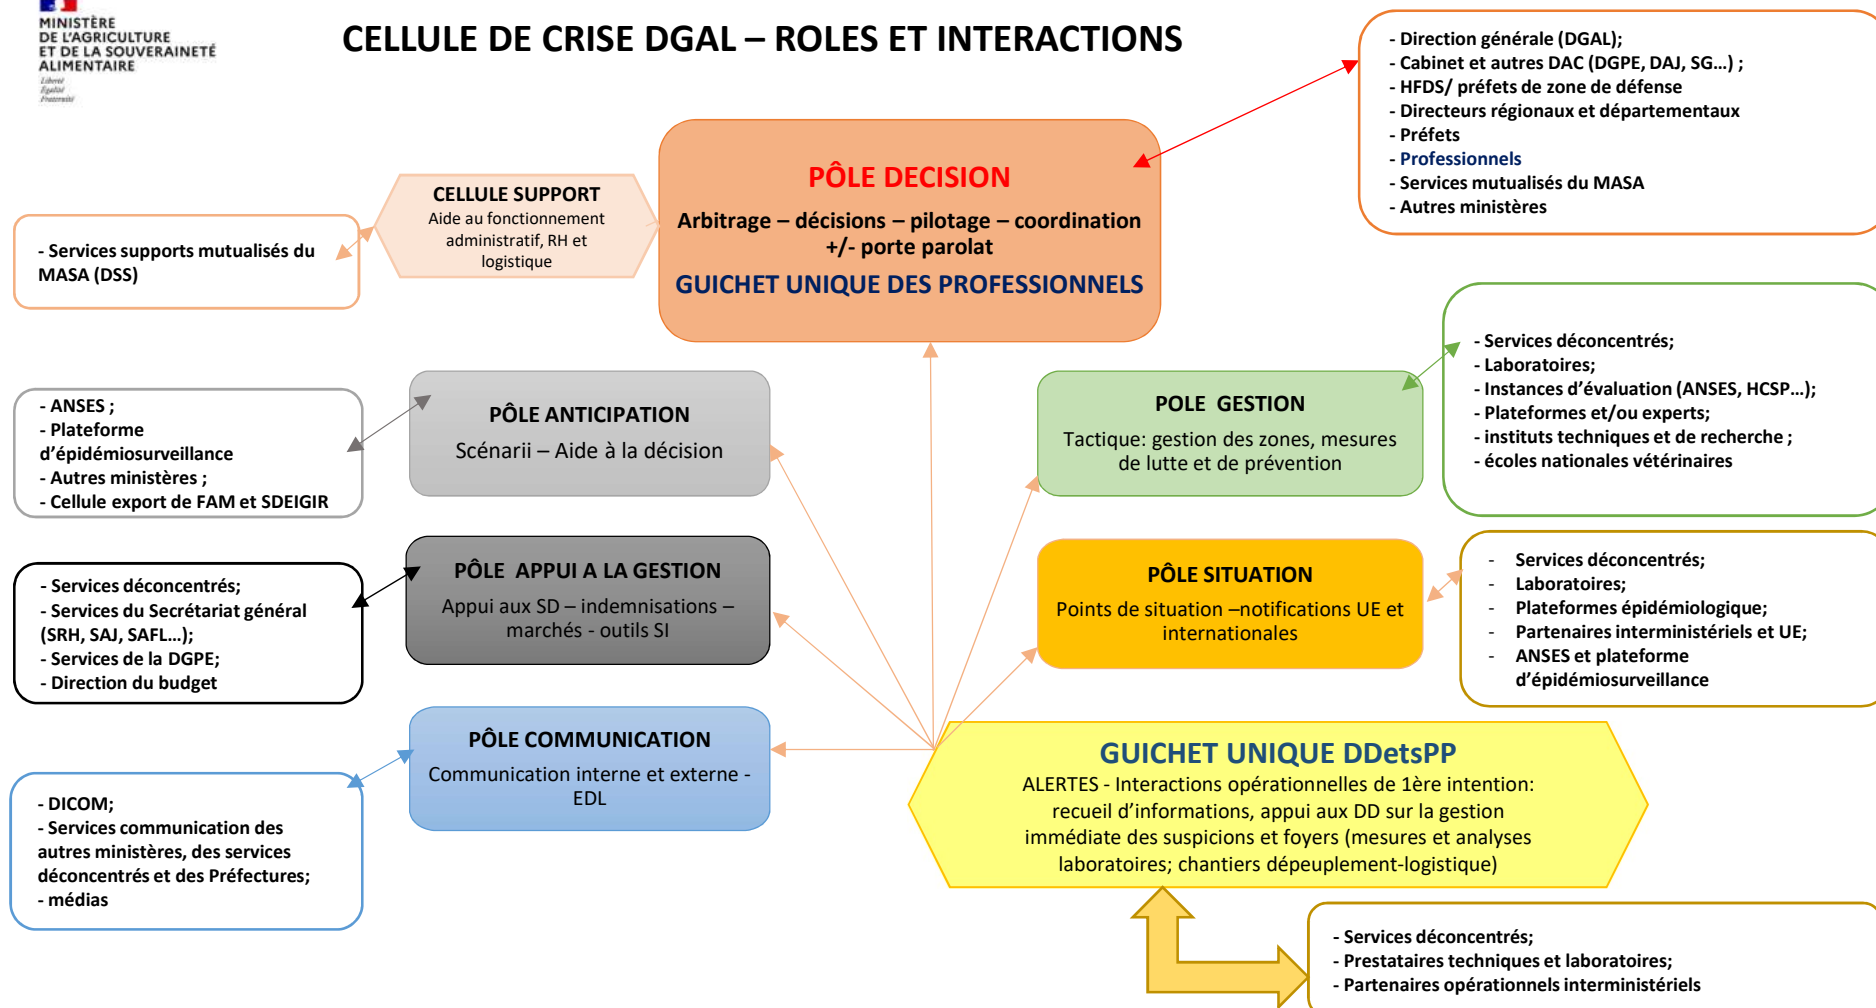 MINISTÈRE
DE L'AGRICULTURE
ET DE LA SOUVERAINETÉ
ALIMENTAIRE
Liberté
Égalité
Fraternité
CELLULE DE CRISE DGAL – ROLES ET INTERACTIONS
- Direction générale (DGAL);
- Cabinet et autres DAC (DGPE, DAJ, SG…) ;
- HFDS/ préfets de zone de défense
- Directeurs régionaux et départementaux
- Préfets
- Professionnels
- Services mutualisés du MASA
- Autres ministères
PÔLE DECISION
Arbitrage – décisions – pilotage – coordination
+/- porte parolat
GUICHET UNIQUE DES PROFESSIONNELS
CELLULE SUPPORT
Aide au fonctionnement
administratif, RH et
logistique
- Services supports mutualisés du
MASA (DSS)
- ANSES ;
- Plateforme
d'épidémiosurveillance
- Autres ministères ;
- Cellule export de FAM et SDEIGIR
PÔLE ANTICIPATION
Scénarii – Aide à la décision
POLE  GESTION
Tactique: gestion des zones, mesures
de lutte et de prévention
- Services déconcentrés;
- Laboratoires;
- Instances d'évaluation (ANSES, HCSP…);
- Plateformes et/ou experts;
- instituts techniques et de recherche ;
- écoles nationales vétérinaires
- Services déconcentrés;
- Services du Secrétariat général
(SRH, SAJ, SAFL…);
- Services de la DGPE;
- Direction du budget
PÔLE  APPUI A LA GESTION
Appui aux SD – indemnisations –
marchés - outils SI
PÔLE SITUATION
Points de situation –notifications UE et
internationales
- Services déconcentrés;
- Laboratoires;
- Plateformes épidémiologique;
- Partenaires interministériels et UE;
- ANSES et plateforme
d'épidémiosurveillance
PÔLE COMMUNICATION
Communication interne et externe -
EDL
- DICOM;
- Services communication des
autres ministères, des services
déconcentrés et des Préfectures;
- médias
GUICHET UNIQUE DDetsPP
ALERTES - Interactions opérationnelles de 1ère intention:
recueil d'informations, appui aux DD sur la gestion
immédiate des suspicions et foyers (mesures et analyses
laboratoires; chantiers dépeuplement-logistique)
- Services déconcentrés;
- Prestataires techniques et laboratoires;
- Partenaires opérationnels interministériels